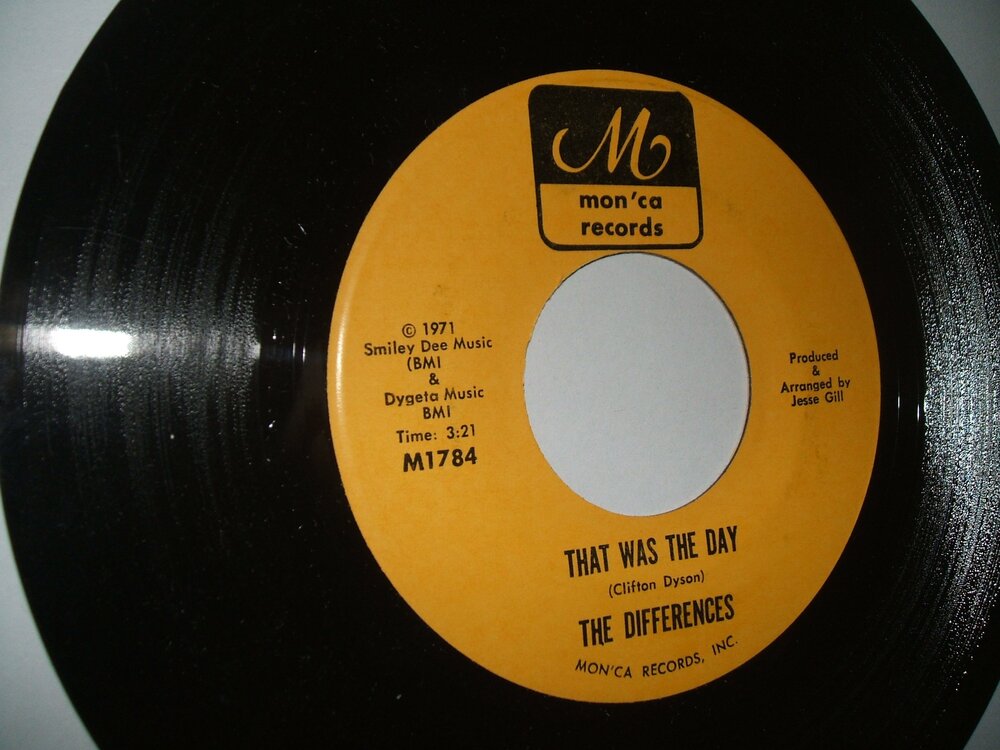 M
mon'ca
records
© 1971
Smiley Dee Music
(BMI
&
Dygeta Music
BMI
Time: 3:21
M1784
Produced
&
Arranged by
Jesse Gill
THAT WAS THE DAY
(Clifton Dyson)
THE DIFFERENCES
MON'CA RECORDS, INC.